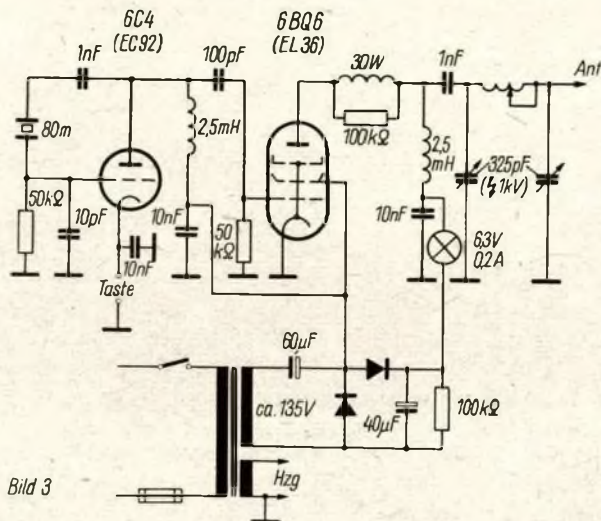 6C4
(EC92)
6BQ6
(EL36)
1nF
100pF
30W
1nF
Ant
80m
2,5mH
100kΩ
2,5
mH
325pF
(↯1kV)
50kΩ
10pF
10nF
10nF
50
kΩ
10nF
6,3V
0,2A
Taste
60μF
ca. 135V
40μF
100kΩ
Hzg
Bild 3